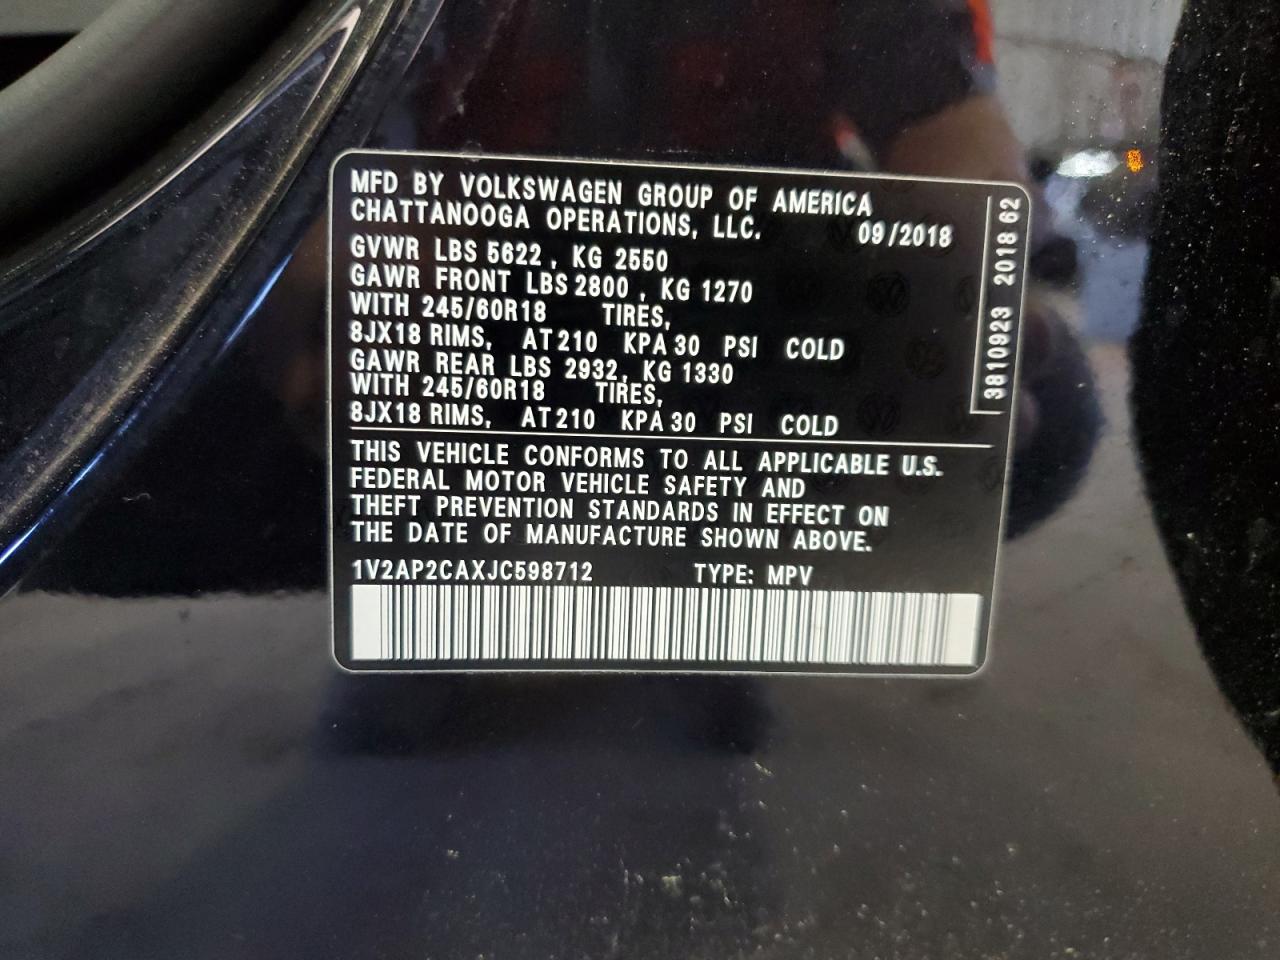 MFD BY VOLKSWAGEN GROUP OF AMERICA
CHATTANOOGA OPERATIONS, LLC. 09/2018
GVWR LBS 5622 , KG 2550
GAWR FRONT LBS 2800 , KG 1270
WITH 245/60R18 TIRES,
8JX18 RIMS, AT 210 KPA 30 PSI COLD
GAWR REAR LBS 2932, KG 1330
WITH 245/60R18 TIRES,
8JX18 RIMS, AT 210 KPA 30 PSI COLD
THIS VEHICLE CONFORMS TO ALL APPLICABLE U.S.
FEDERAL MOTOR VEHICLE SAFETY AND
THEFT PREVENTION STANDARDS IN EFFECT ON
THE DATE OF MANUFACTURE SHOWN ABOVE.
1V2AP2CAXJC598712 TYPE: MPV
3810923 2018 62